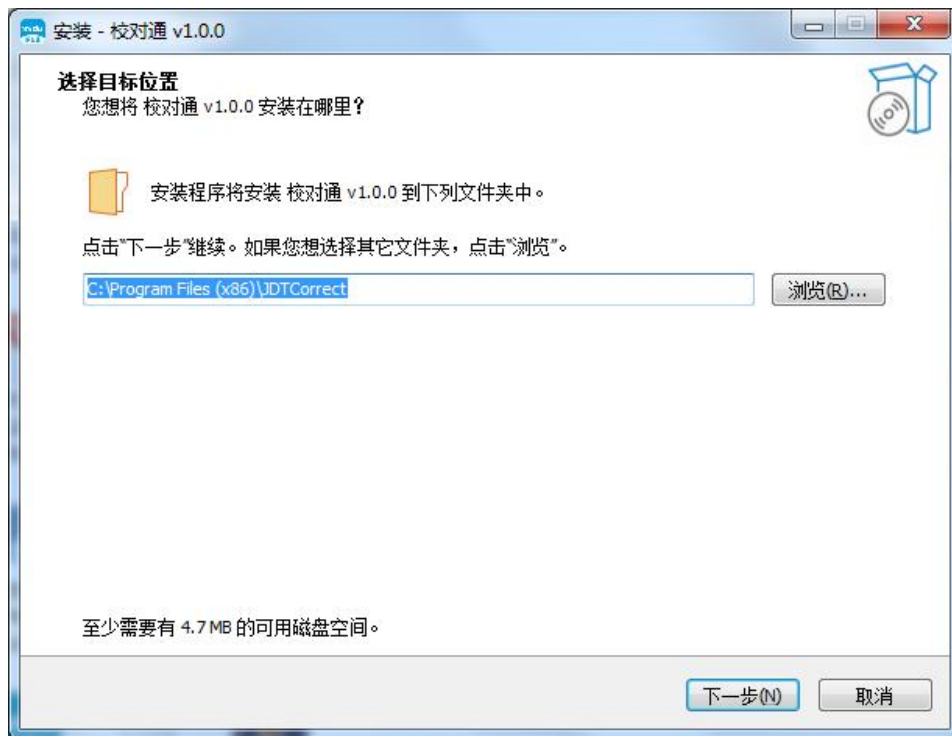 安装 - 校对通 v1.0.0
选择目标位置
您想将 校对通 v1.0.0 安装在哪里？
安装程序将安装 校对通 v1.0.0 到下列文件夹中。
点击“下一步”继续。如果您想选择其它文件夹，点击“浏览”。
C:\Program Files (x86)\JDTCorrect
浏览(R)...
至少需要有 4.7 MB 的可用磁盘空间。
下一步(N)
取消